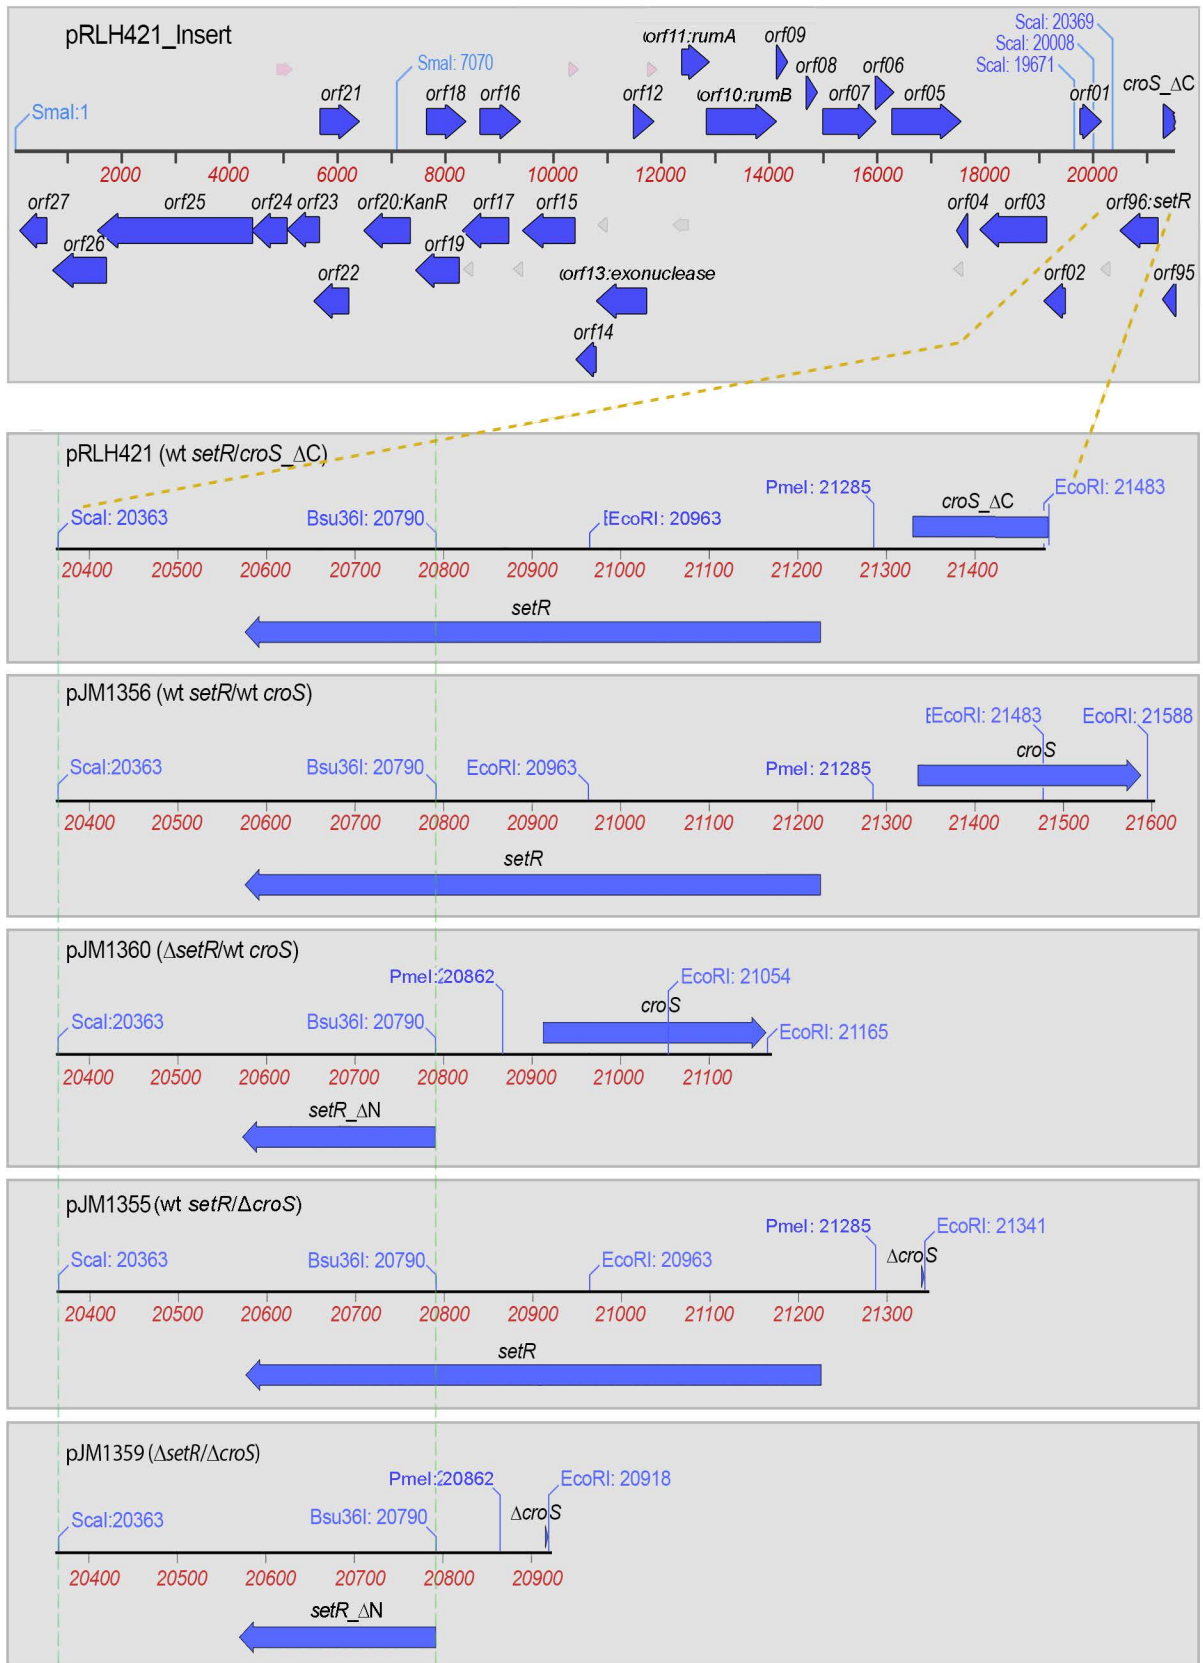 pRLH421_Insert
orf11:rumA
orf09
ScaI: 20369
ScaI: 20008
ScaI: 19671
SmaI: 7070
SmaI:1
orf21
orf18
orf16
orf12
orf10:rumB
orf08
orf06
orf07
orf05
orf01
croS_ΔC
2000 4000 6000 8000 10000 12000 14000 16000 18000 20000
orf27
orf25
orf24
orf23
orf20:KanR
orf17
orf15
orf04
orf03
orf96:setR
orf26
orf22
orf19
orf13:exonuclease
orf02
orf95
orf14
pRLH421 (wt setR/croS_ΔC)
PmeI: 21285
croS_ΔC
EcoRI: 21483
ScaI: 20363
Bsu36I: 20790
EcoRI: 20963
20400 20500 20600 20700 20800 20900 21000 21100 21200 21300 21400
setR
pJM1356 (wt setR/wt croS)
EcoRI: 21483
EcoRI: 21588
croS
ScaI:20363
Bsu36I: 20790
EcoRI: 20963
PmeI: 21285
20400 20500 20600 20700 20800 20900 21000 21100 21200 21300 21400 21500 21600
setR
pJM1360 (ΔsetR/wt croS)
PmeI:20862
EcoRI: 21054
croS
ScaI:20363
Bsu36I: 20790
EcoRI: 21165
20400 20500 20600 20700 20800 20900 21000 21100
setR_ΔN
pJM1355 (wt setR/ΔcroS)
PmeI: 21285
EcoRI: 21341
ΔcroS
ScaI: 20363
Bsu36I: 20790
EcoRI: 20963
20400 20500 20600 20700 20800 20900 21000 21100 21200 21300
setR
pJM1359 (ΔsetR/ΔcroS)
PmeI:20862
EcoRI: 20918
ΔcroS
ScaI:20363
Bsu36I: 20790
20400 20500 20600 20700 20800 20900
setR_ΔN